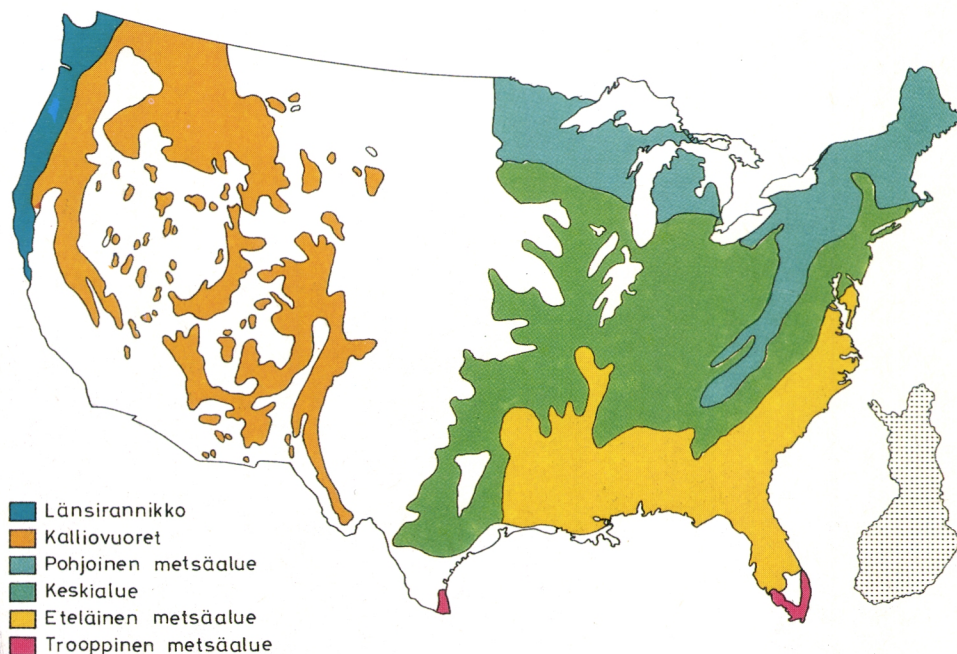 Länsirannikko
Kalliovuoret
Pohjoinen metsäalue
Keskialue
Eteläinen metsäalue
Trooppinen metsäalue